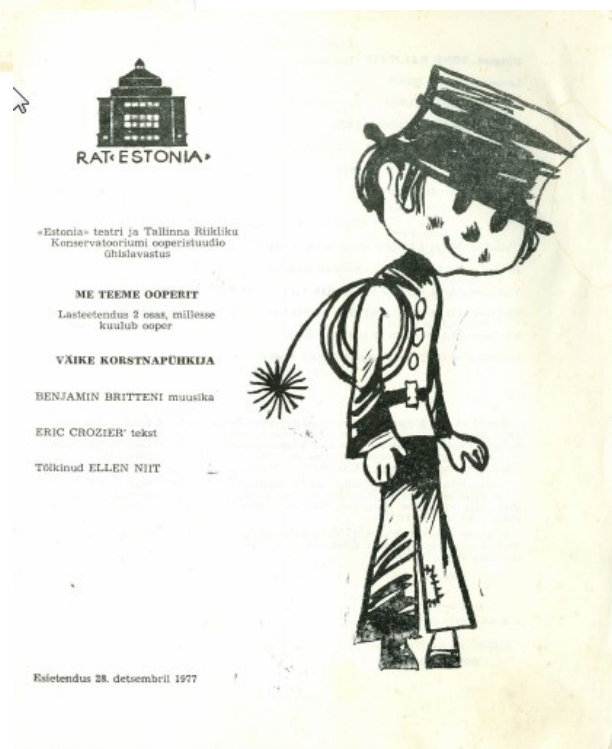 RAT «ESTONIA»
«Estonia» teatri ja Tallinna Riikliku
Konservatooriumi ooperistuudio
ühislavastus
ME TEEME OOPERIT
Lasteetendus 2 osas, millesse
kuulub ooper
VÄIKE KORSTNAPÜHKIJA
BENJAMIN BRITTENI muusika
ERIC CROZIER' tekst
Tõlkinud ELLEN NIIT
Esietendus 28. detsembril 1977